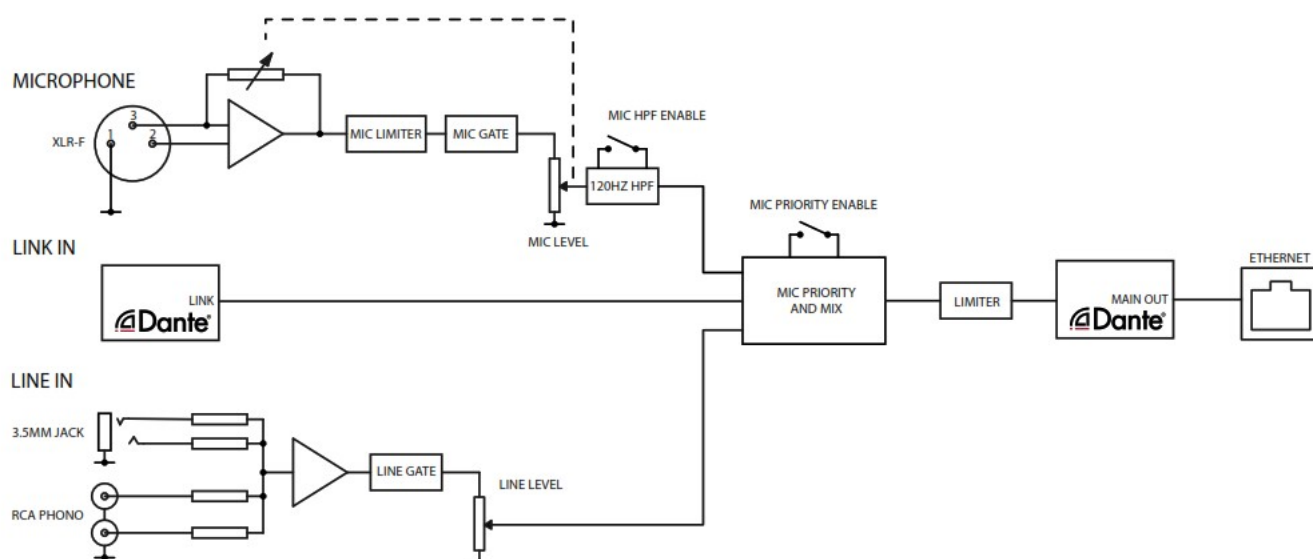 MICROPHONE
XLR-F
1
3
2
MIC LIMITER
MIC GATE
MIC LEVEL
MIC HPF ENABLE
120HZ HPF
MIC PRIORITY ENABLE
LINK IN
LINK
Dante®
MIC PRIORITY
AND MIX
LIMITER
MAIN OUT
Dante®
ETHERNET
LINE IN
3.5MM JACK
RCA PHONO
LINE GATE
LINE LEVEL